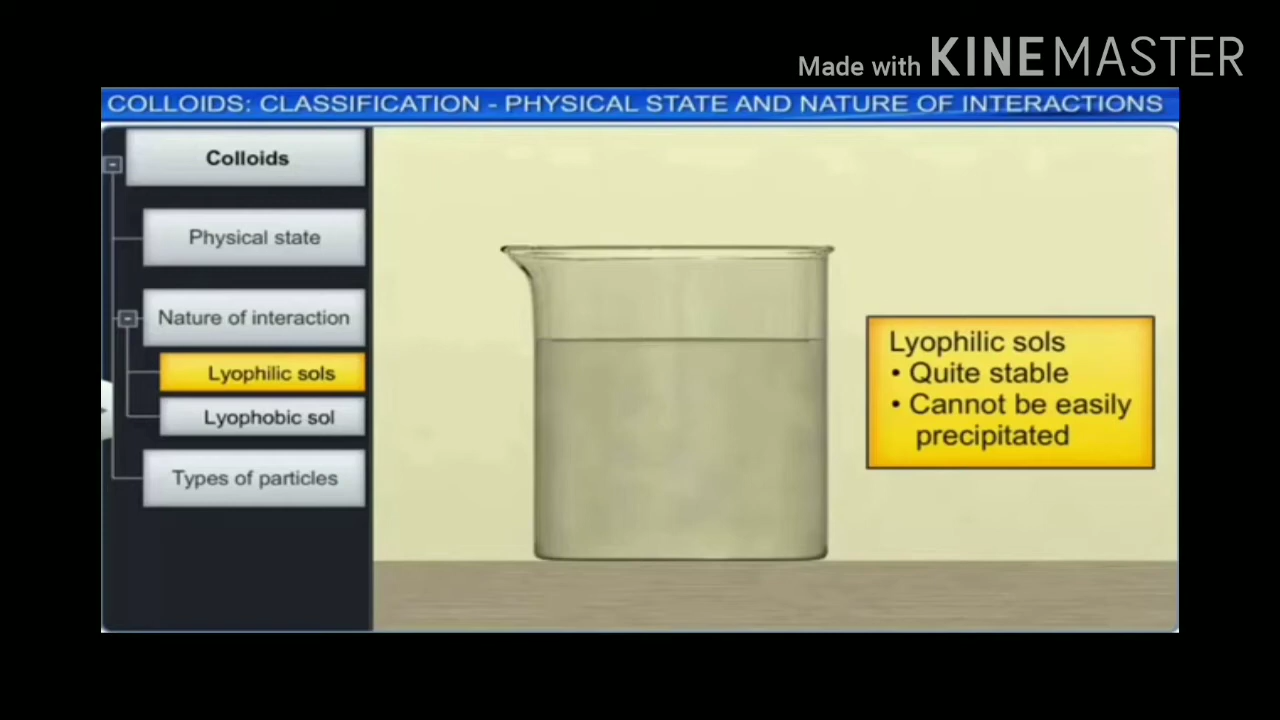 Made with KINEMASTER
COLLOIDS: CLASSIFICATION - PHYSICAL STATE AND NATURE OF INTERACTIONS
Colloids
Physical state
Nature of interaction
Lyophilic sols
Lyophobic sol
Types of particles
Lyophilic sols
• Quite stable
• Cannot be easily
precipitated